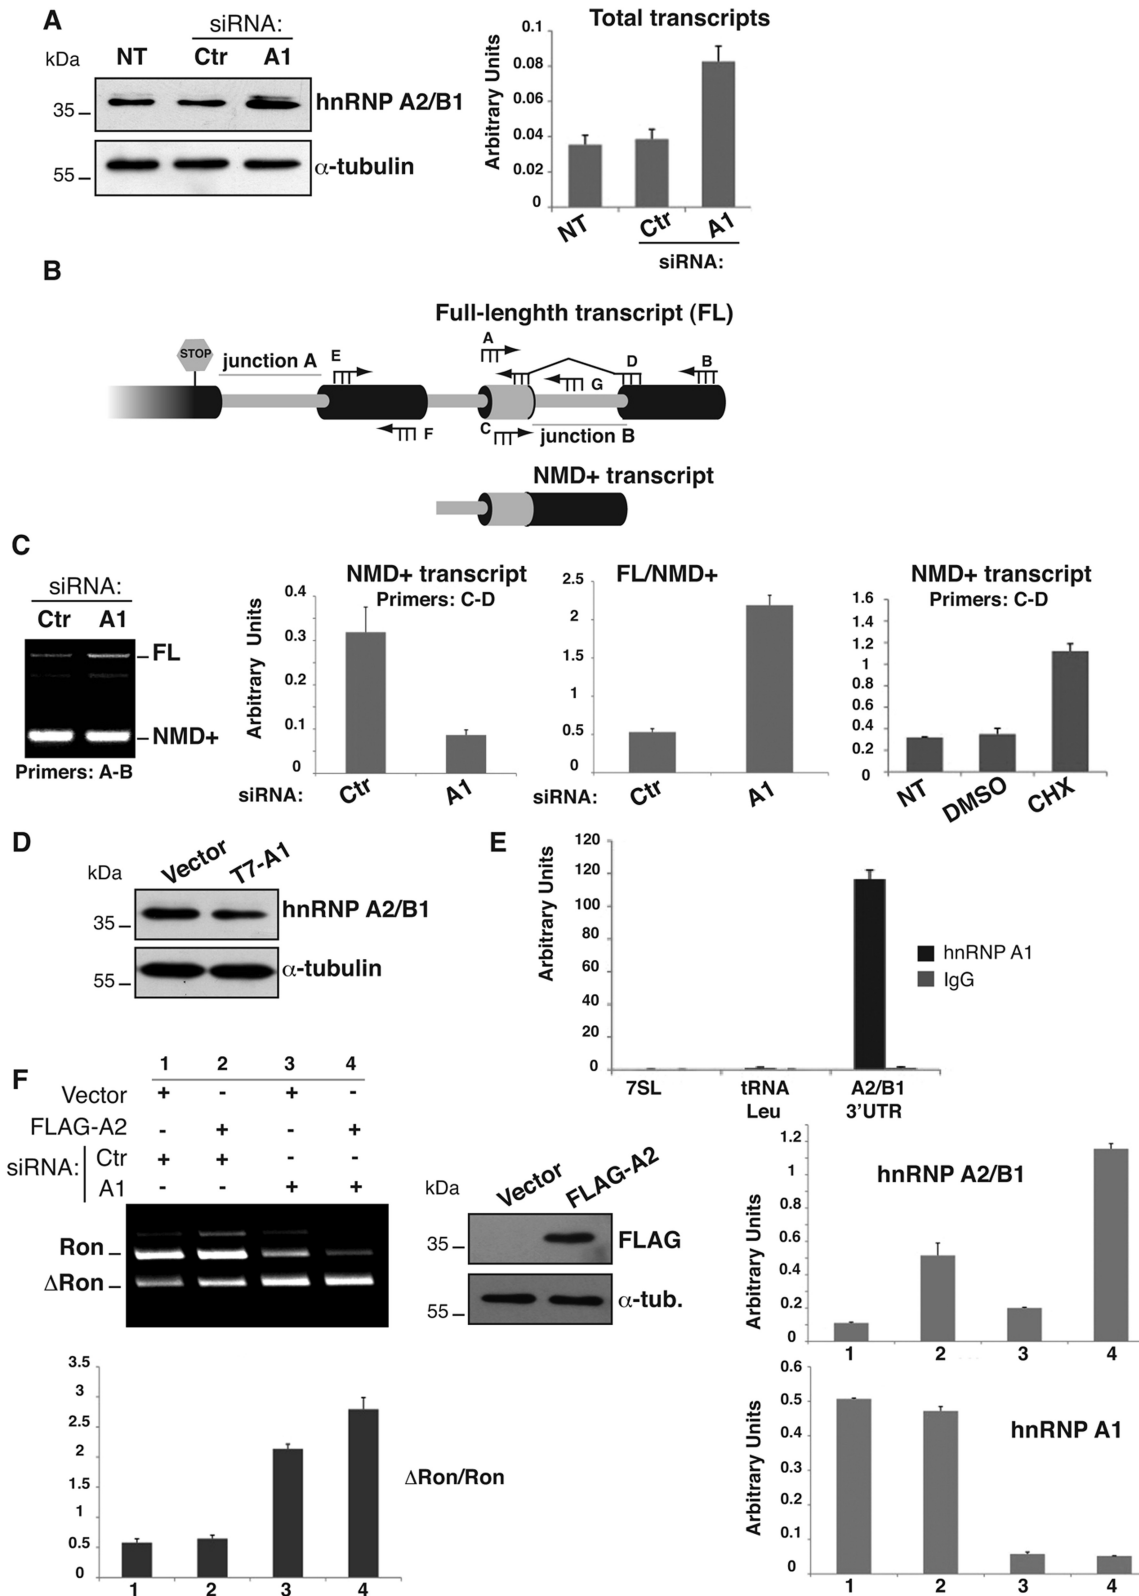 A
siRNA:
kDa NT Ctr A1
hnRNP A2/B1
35
α-tubulin
55
Total transcripts
Arbitrary Units
0.1
0.08
0.06
0.04
0.02
0
NT Ctr A1
siRNA:
B
Full-lenghth transcript (FL)
STOP
junction A
E
A
D
B
G
F
C
junction B
NMD+ transcript
C
siRNA:
Ctr A1
FL
NMD+
Primers: A-B
NMD+ transcript
Primers: C-D
Arbitrary Units
0.4
0.3
0.2
0.1
0
siRNA: Ctr A1
FL/NMD+
2.5
2
1.5
1
0.5
0
siRNA: Ctr A1
NMD+ transcript
Primers: C-D
1.6
1.4
1.2
1
0.8
0.6
0.4
0.2
0
NT DMSO CHX
D
kDa Vector T7-A1
hnRNP A2/B1
35
α-tubulin
55
E
Arbitrary Units
120
120
80
60
40
20
0
7SL tRNA Leu A2/B1 3'UTR
hnRNP A1
IgG
F
1 2 3 4
Vector + - + -
FLAG-A2 - + - +
siRNA: Ctr + + - -
A1 - - + +
Ron
ΔRon
kDa Vector FLAG-A2
35
FLAG
55
α-tub.
hnRNP A2/B1
Arbitrary Units
1.2
1
0.8
0.6
0.4
0.2
0
1 2 3 4
3.5
3
2.5
2
1.5
1
0.5
0
1 2 3 4
ΔRon/Ron
hnRNP A1
Arbitrary Units
0.6
0.5
0.4
0.3
0.2
0.1
0
1 2 3 4